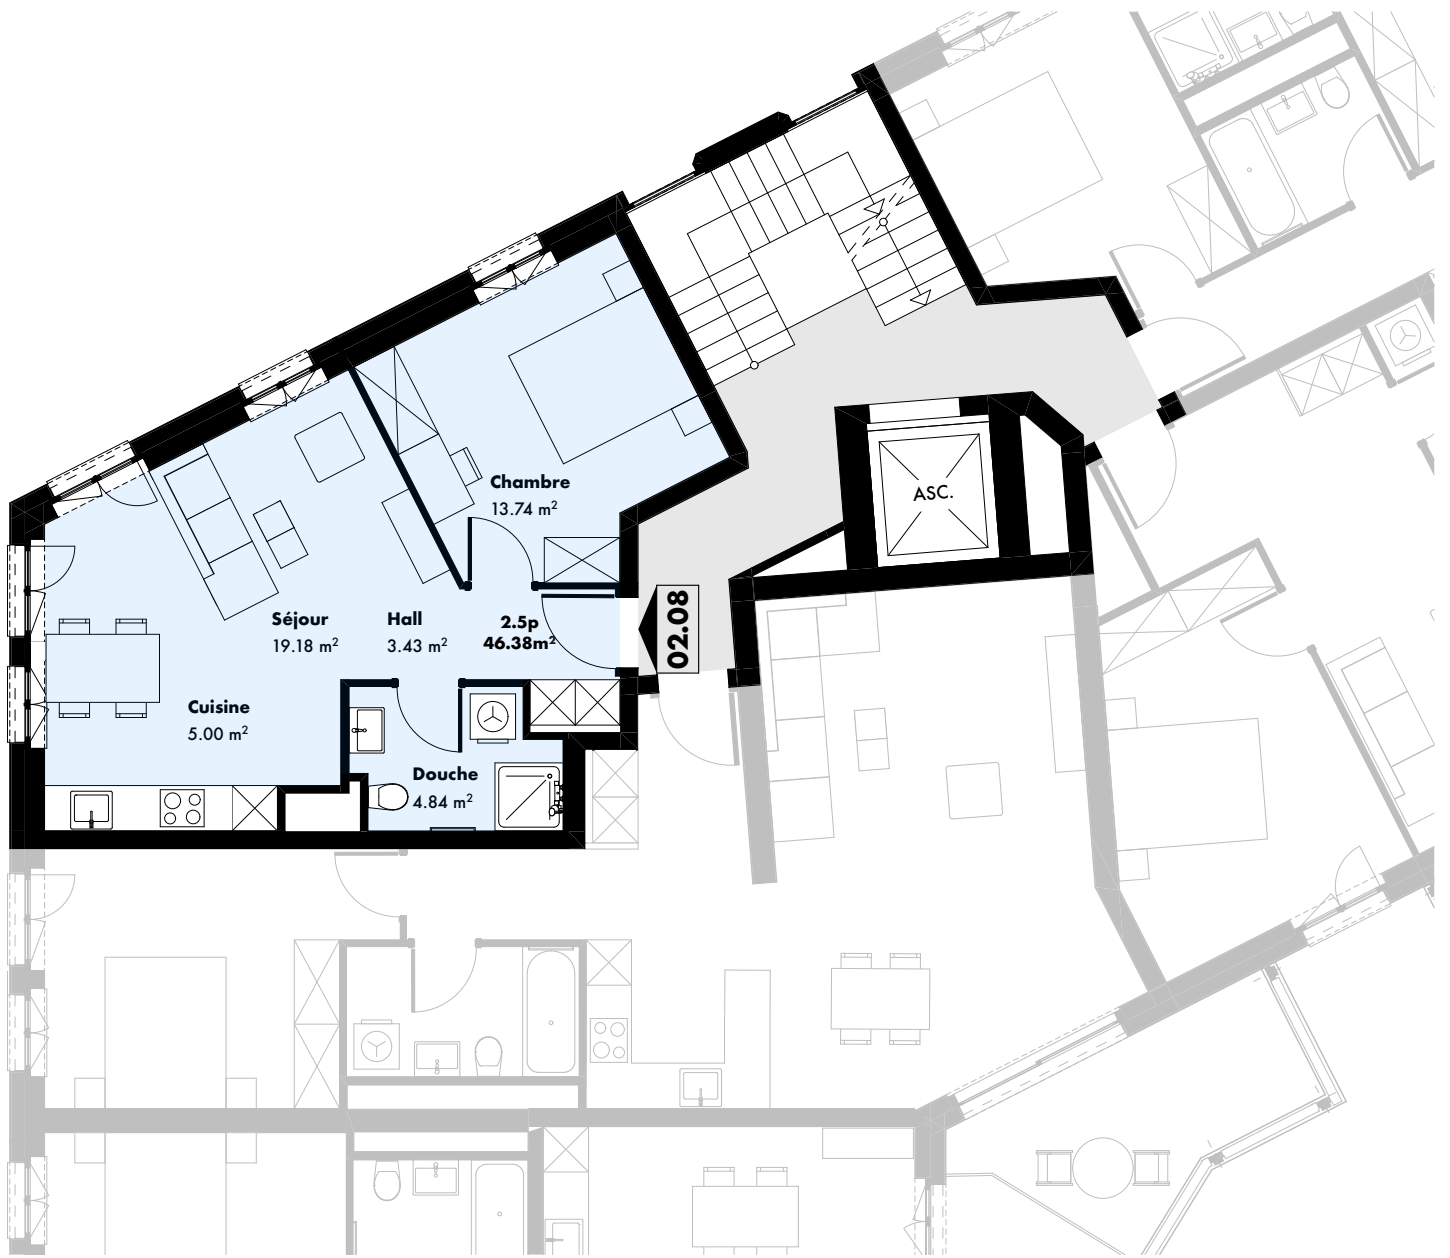 ASC.
Chambre
13.74 m²
02.08
2.5p
46.38m²
Séjour
19.18 m²
Hall
3.43 m²
Cuisine
5.00 m²
Douche
4.84 m²